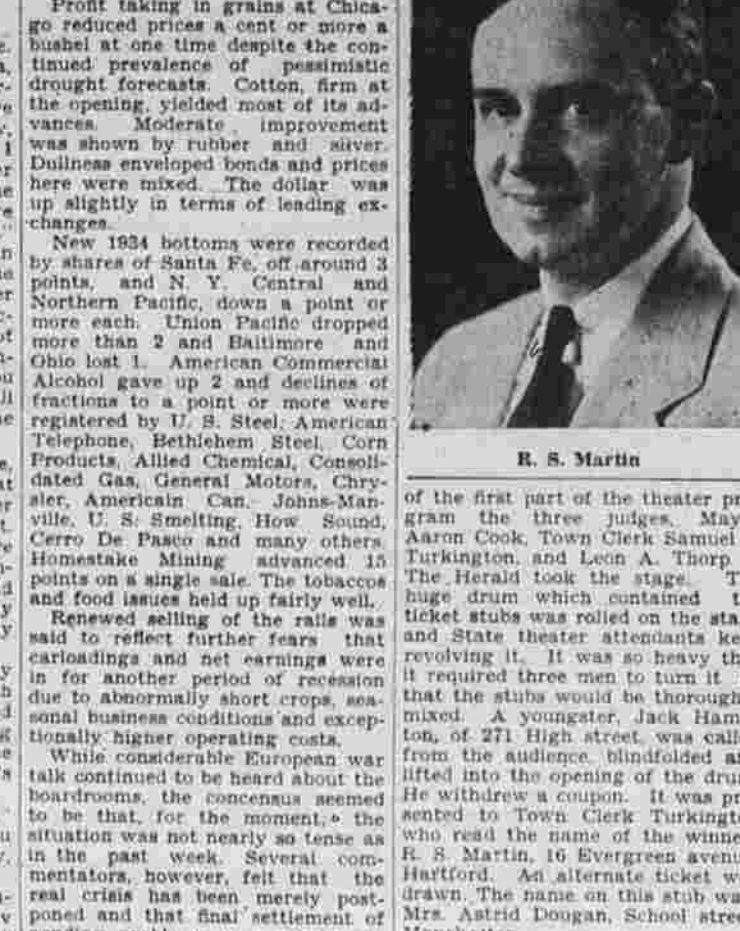 Profit taking in grains at Chica-
go reduced prices a cent or more a
bushel at one time despite the con-
tinued prevalence of pessimistic
drought forecasts. Cotton, firm at
the opening, yielded most of its ad-
vances. Moderate improvement
was shown by rubber and silver.
Dullness enveloped bonds and prices
here were mixed. The dollar was
up slightly in terms of leading ex-
changes.
New 1934 bottoms were recorded
by shares of Santa Fe, off around 3
points, and N. Y. Central and
Northern Pacific, down a point or
more each. Union Pacific dropped
more than 2 and Baltimore and
Ohio lost 1. American Commercial
Alcohol gave up 2 and declines of
fractions to a point or more were
registered by U. S. Steel, American
Telephone, Bethlehem Steel, Corn
Products, Allied Chemical, Consoli-
dated Gas, General Motors, Chry-
sler, American Can, Johns-Man-
ville, U. S. Smelting, How Sound,
Cerro De Pasco and many others.
Homestake Mining advanced 15
points on a single sale. The tobaccos
and food issues held up fairly well.
Renewed selling of the rails was
said to reflect further fears that
carloadings and net earnings were
in for another period of recession
due to abnormally short crops, sea-
sonal business conditions and excep-
tionally higher operating costs.
While considerable European war
talk continued to be heard about the
boardrooms, the concensus seemed
to be that, for the moment, the
situation was not nearly so tense as
in the past week. Several com-
mentators, however, felt that the
real crisis has been merely post-
poned and that final settlement of
R. S. Martin
of the first part of the theater pr
gram the three judges, May
Aaron Cook, Town Clerk Samuel
Turkington, and Leon A. Thorp
The Herald took the stage. T
huge drum which contained t
ticket stubs was rolled on the sta
and State theater attendants ke
revolving it. It was so heavy th
it required three men to turn it
that the stubs would be thorough
mixed. A youngster, Jack Ham
ton, of 271 High street, was call
from the audience, blindfolded a
lifted into the opening of the dru
He withdrew a coupon. It was pr
sented to Town Clerk Turkingt
who read the name of the winne
R. S. Martin, 16 Evergreen avenu
Hartford. An alternate ticket w
drawn. The name on this stub wa
Mrs. Astrid Dougan, School stree